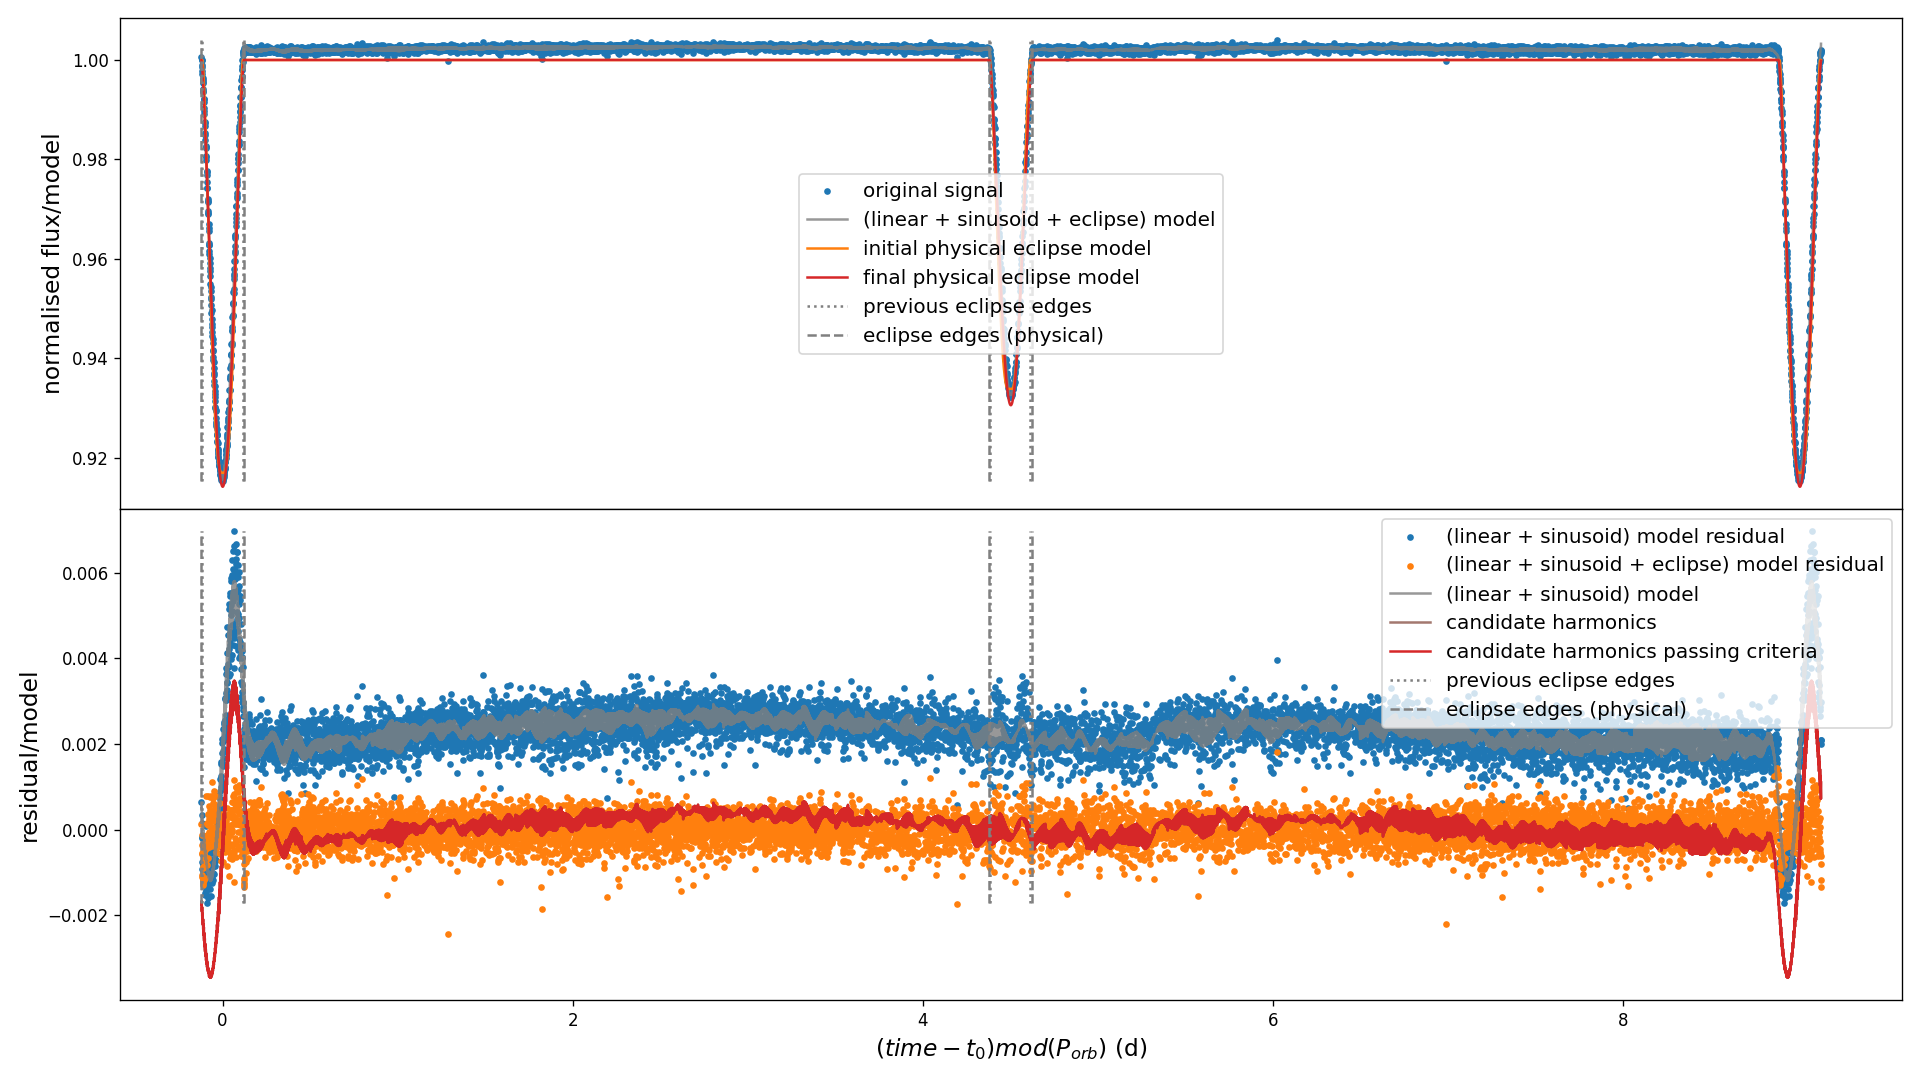 1.00
0.98
0.96
0.94
0.92
normalised flux/model
original signal
(linear + sinusoid + eclipse) model
initial physical eclipse model
final physical eclipse model
previous eclipse edges
eclipse edges (physical)
0.006
0.004
0.002
0.000
−0.002
residual/model
(linear + sinusoid) model residual
(linear + sinusoid + eclipse) model residual
(linear + sinusoid) model
candidate harmonics
candidate harmonics passing criteria
previous eclipse edges
eclipse edges (physical)
0 2 4 6 8
(time − t₀)mod(P_orb) (d)